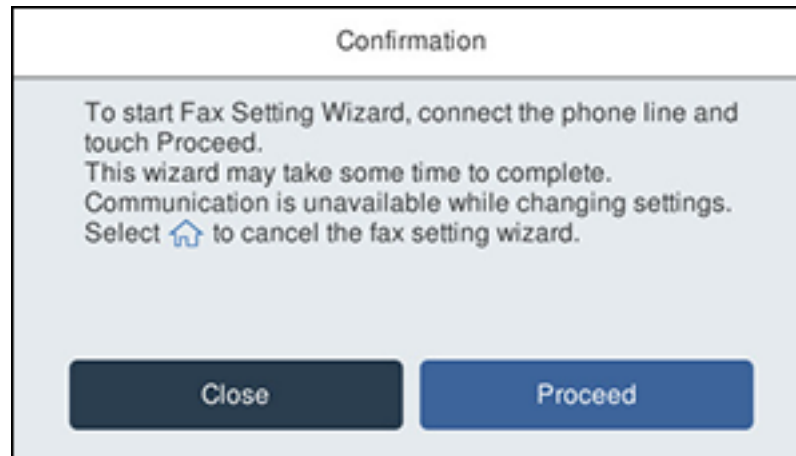 Confirmation
To start Fax Setting Wizard, connect the phone line and
touch Proceed.
This wizard may take some time to complete.
Communication is unavailable while changing settings.
Select to cancel the fax setting wizard.
Close
Proceed